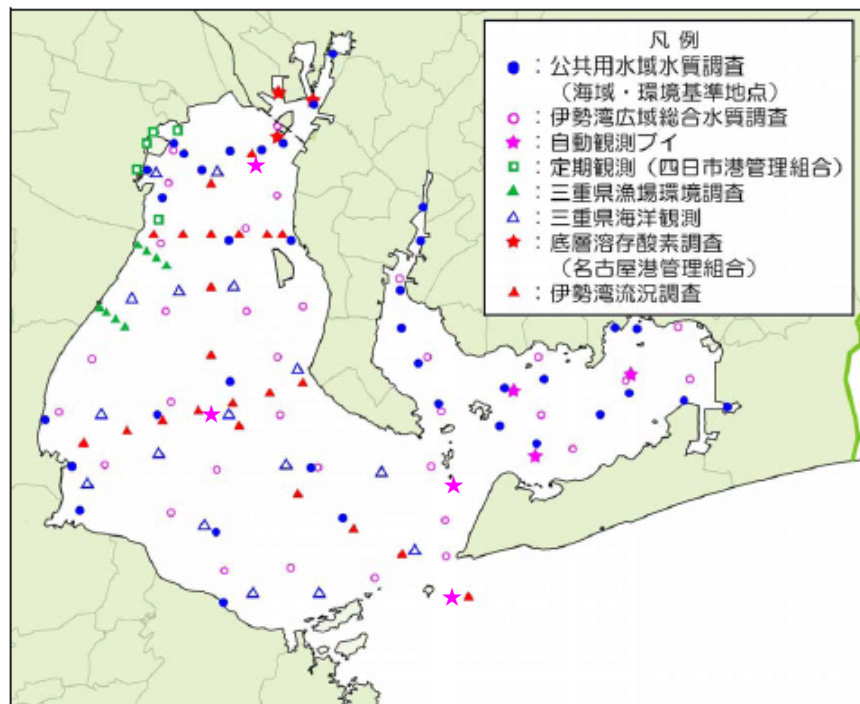 凡 例
：公共用水域水質調査
（海域・環境基準地点）
：伊勢湾広域総合水質調査
：自動観測ブイ
：定期観測（四日市港管理組合）
：三重県漁場環境調査
：三重県海洋観測
：底層溶存酸素調査
（名古屋港管理組合）
：伊勢湾流況調査